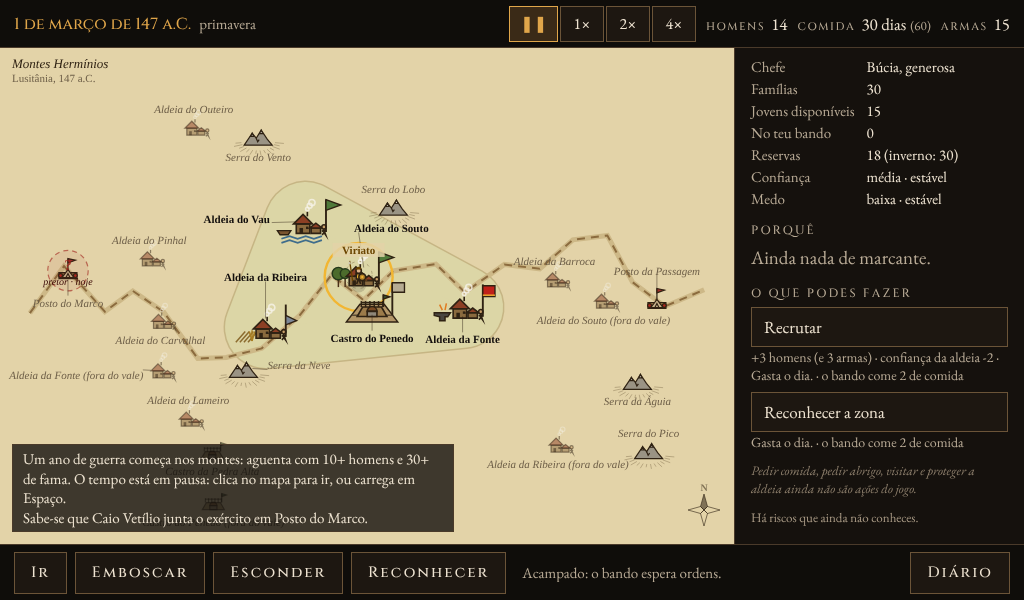 1 DE MARÇO DE 147 A.C. primavera
❚❚ 1× 2× 4×
HOMENS 14 COMIDA 30 dias (60) ARMAS 15
Montes Hermínios
Lusitânia, 147 a.C.
Aldeia do Outeiro
Serra do Vento
Serra do Lobo
Aldeia do Vau
Aldeia do Souto
Aldeia do Pinhal
Viriato
Aldeia da Barroca
Posto da Passagem
Aldeia da Ribeira
pretor · hoje
Posto do Marco
Aldeia do Souto (fora do vale)
Aldeia do Carvalhal
Castro do Penedo
Aldeia da Fonte
Serra da Neve
Aldeia da Fonte (fora do vale)
Aldeia do Lameiro
Serra da Águia
Serra do Pico
Aldeia da Ribeira (fora do vale)
Castro da Pedra Alta
N
Um ano de guerra começa nos montes: aguenta com 10+ homens e 30+
de fama. O tempo está em pausa: clica no mapa para ir, ou carrega em
Espaço.
Sabe-se que Caio Vetílio junta o exército em Posto do Marco.
Chefe Búcia, generosa
Famílias 30
Jovens disponíveis 15
No teu bando 0
Reservas 18 (inverno: 30)
Confiança média · estável
Medo baixa · estável
PORQUÊ
Ainda nada de marcante.
O QUE PODES FAZER
Recrutar
+3 homens (e 3 armas) · confiança da aldeia -2 ·
Gasta o dia. · o bando come 2 de comida
Reconhecer a zona
Gasta o dia. · o bando come 2 de comida
Pedir comida, pedir abrigo, visitar e proteger a
aldeia ainda não são ações do jogo.
Há riscos que ainda não conheces.
IR EMBOSCAR ESCONDER RECONHECER
Acampado: o bando espera ordens.
DIÁRIO